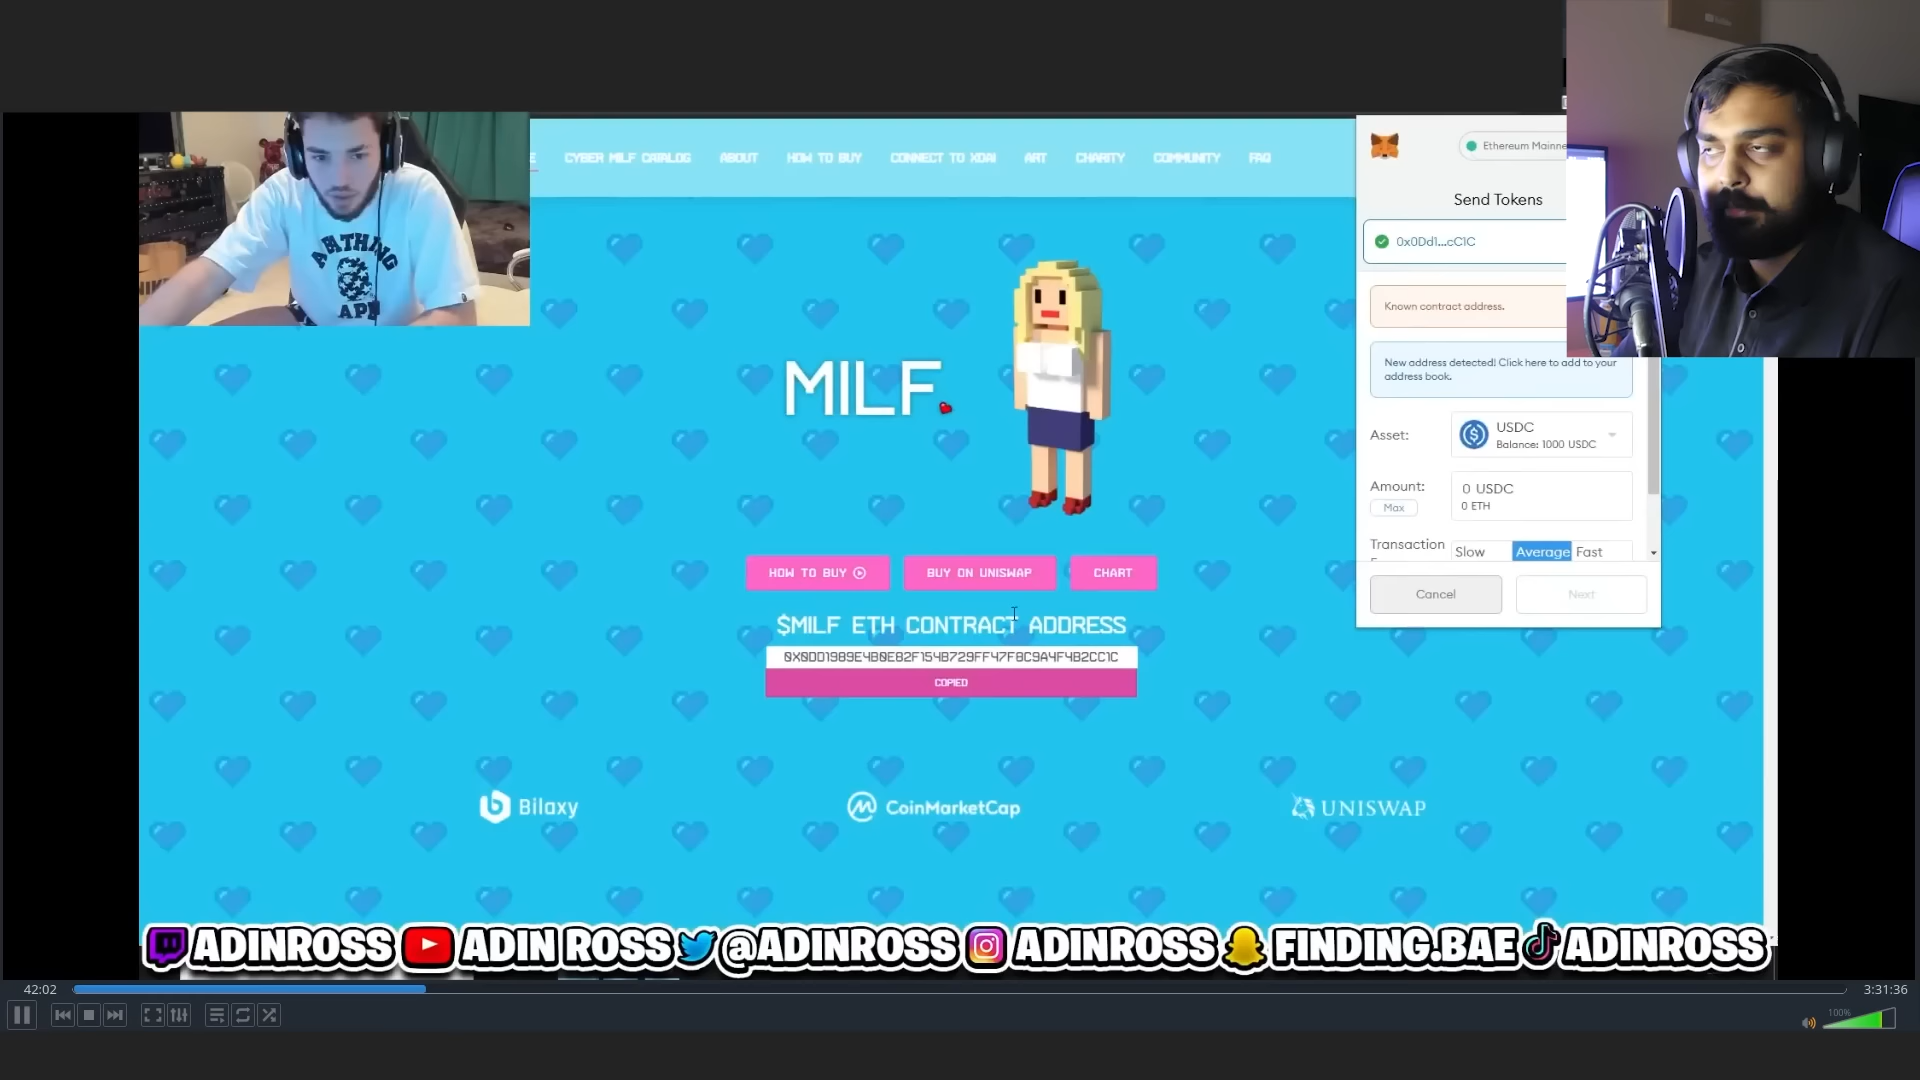 E CYBER MILF CATALOG ABOUT HOW TO BUY CONNECT TO XDAI ART CHARITY COMMUNITY FAQ
Ethereum Mainne
Send Tokens
0x0Dd1...cC1C
Known contract address.
New address detected! Click here to add to your
address book.
Asset:
USDC
Balance: 1000 USDC
Amount:
Max
0 USDC
0 ETH
Transaction
Slow Average Fast
Cancel
Next
A BATHING
APE
MILF
HOW TO BUY
BUY ON UNISWAP
CHART
$MILF ETH CONTRACT ADDRESS
0X0DD19B9E4B0EB2F154B729FF47F8C9A4F4B2CC1C
COPIED
Bilaxy
CoinMarketCap
UNISWAP
ADINROSS ADIN ROSS @ADINROSS ADINROSS FINDING.BAE ADINROSS
42:02
3:31:36
100%